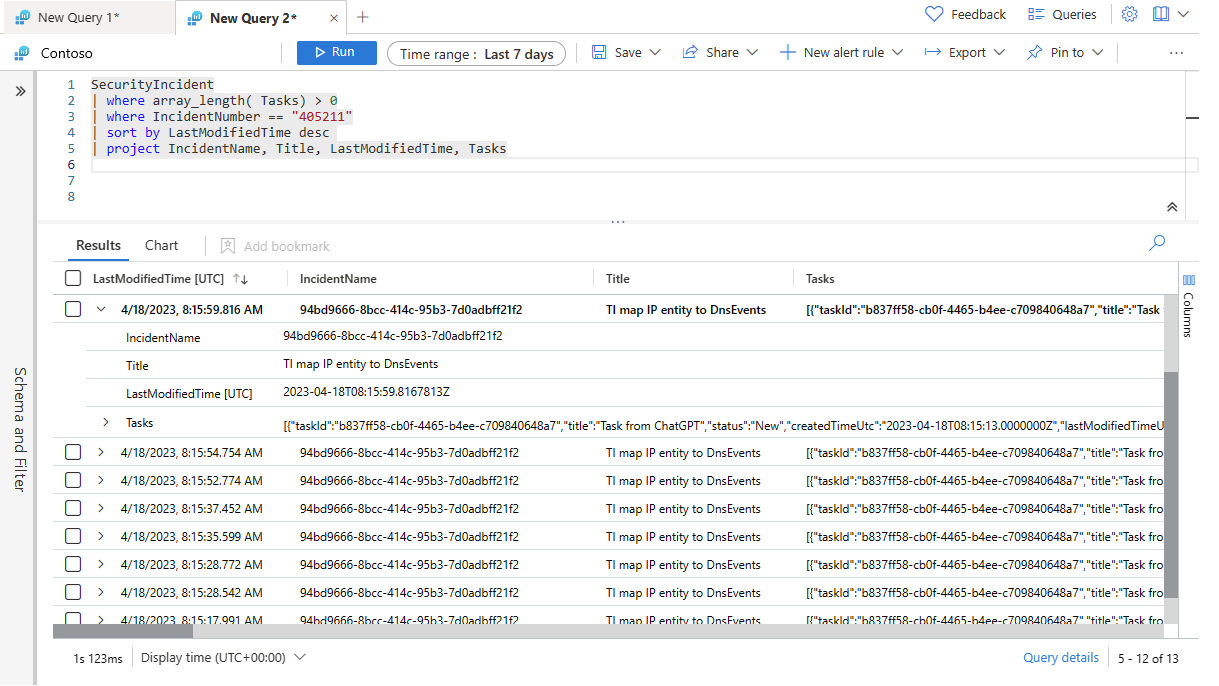 New Query 1*
New Query 2*
Feedback
Queries
Contoso
Run
Time range : Last 7 days
Save
Share
New alert rule
Export
Pin to
1 SecurityIncident
2 | where array_length( Tasks) > 0
3 | where IncidentNumber == "405211"
4 | sort by LastModifiedTime desc
5 | project IncidentName, Title, LastModifiedTime, Tasks
6
7
8
Schema and Filter
Results
Chart
Add bookmark
LastModifiedTime [UTC] IncidentName Title Tasks
4/18/2023, 8:15:59.816 AM 94bd9666-8bcc-414c-95b3-7d0adbff21f2 TI map IP entity to DnsEvents [{"taskId":"b837ff58-cb0f-4465-b4ee-c709840648a7","title":"Task
IncidentName 94bd9666-8bcc-414c-95b3-7d0adbff21f2
Title TI map IP entity to DnsEvents
LastModifiedTime [UTC] 2023-04-18T08:15:59.8167813Z
Tasks [{"taskId":"b837ff58-cb0f-4465-b4ee-c709840648a7","title":"Task from ChatGPT","status":"New","createdTimeUtc":"2023-04-18T08:15:13.0000000Z","lastModifiedTimeU
4/18/2023, 8:15:54.754 AM 94bd9666-8bcc-414c-95b3-7d0adbff21f2 TI map IP entity to DnsEvents [{"taskId":"b837ff58-cb0f-4465-b4ee-c709840648a7","title":"Task fro
4/18/2023, 8:15:52.774 AM 94bd9666-8bcc-414c-95b3-7d0adbff21f2 TI map IP entity to DnsEvents [{"taskId":"b837ff58-cb0f-4465-b4ee-c709840648a7","title":"Task fro
4/18/2023, 8:15:37.452 AM 94bd9666-8bcc-414c-95b3-7d0adbff21f2 TI map IP entity to DnsEvents [{"taskId":"b837ff58-cb0f-4465-b4ee-c709840648a7","title":"Task fro
4/18/2023, 8:15:35.599 AM 94bd9666-8bcc-414c-95b3-7d0adbff21f2 TI map IP entity to DnsEvents [{"taskId":"b837ff58-cb0f-4465-b4ee-c709840648a7","title":"Task fro
4/18/2023, 8:15:28.772 AM 94bd9666-8bcc-414c-95b3-7d0adbff21f2 TI map IP entity to DnsEvents [{"taskId":"b837ff58-cb0f-4465-b4ee-c709840648a7","title":"Task fro
4/18/2023, 8:15:28.542 AM 94bd9666-8bcc-414c-95b3-7d0adbff21f2 TI map IP entity to DnsEvents [{"taskId":"b837ff58-cb0f-4465-b4ee-c709840648a7","title":"Task fro
4/18/2023, 8:15:17.991 AM 94bd9666-8bcc-414c-95b3-7d0adbff21f2 TI map IP entity to DnsEvents [{"taskId":"b837ff58-cb0f-4465-b4ee-c709840648a7","title":"Task fro
Columns
1s 123ms
Display time (UTC+00:00)
Query details
5 - 12 of 13